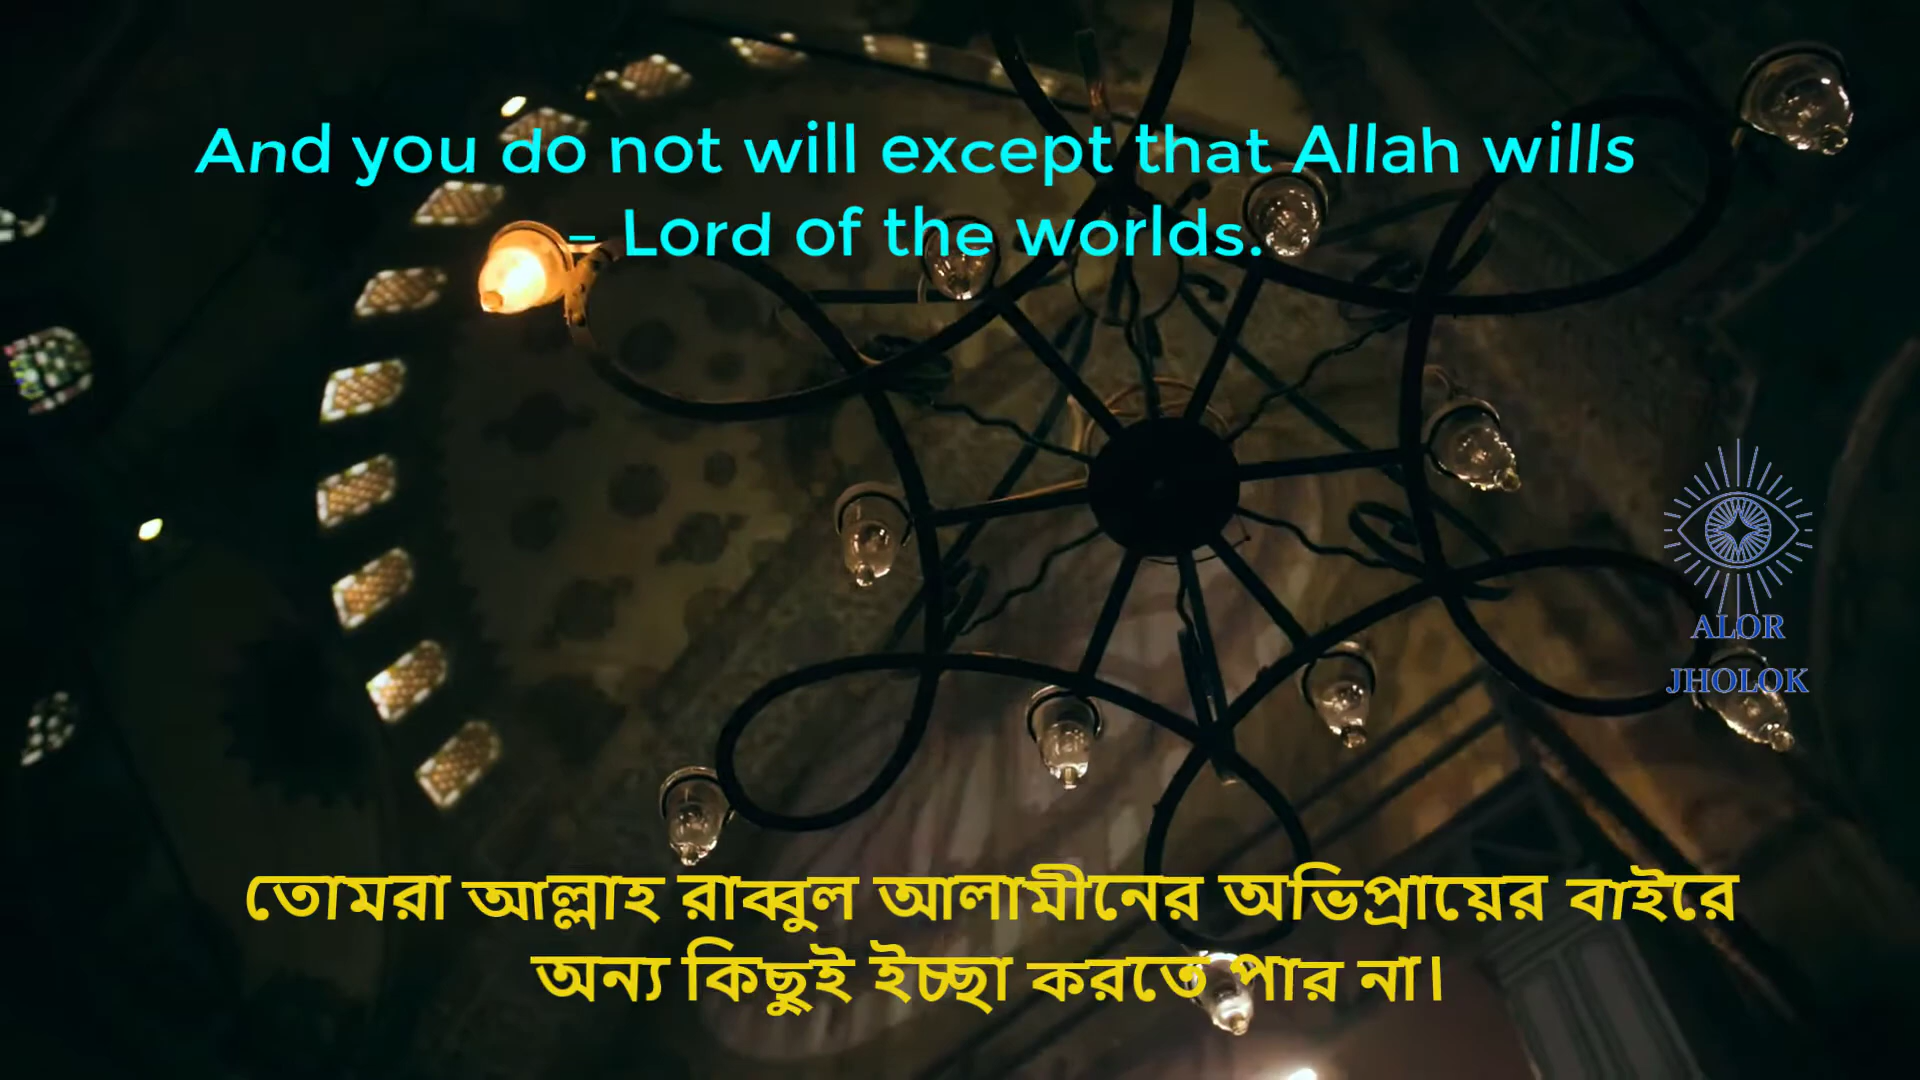 And you do not will except that Allah wills
– Lord of the worlds.
ALOR
JHOLOK
তোমরা আল্লাহ রাব্বুল আলামীনের অভিপ্রায়ের বাইরে
অন্য কিছুই ইচ্ছা করতে পার না।